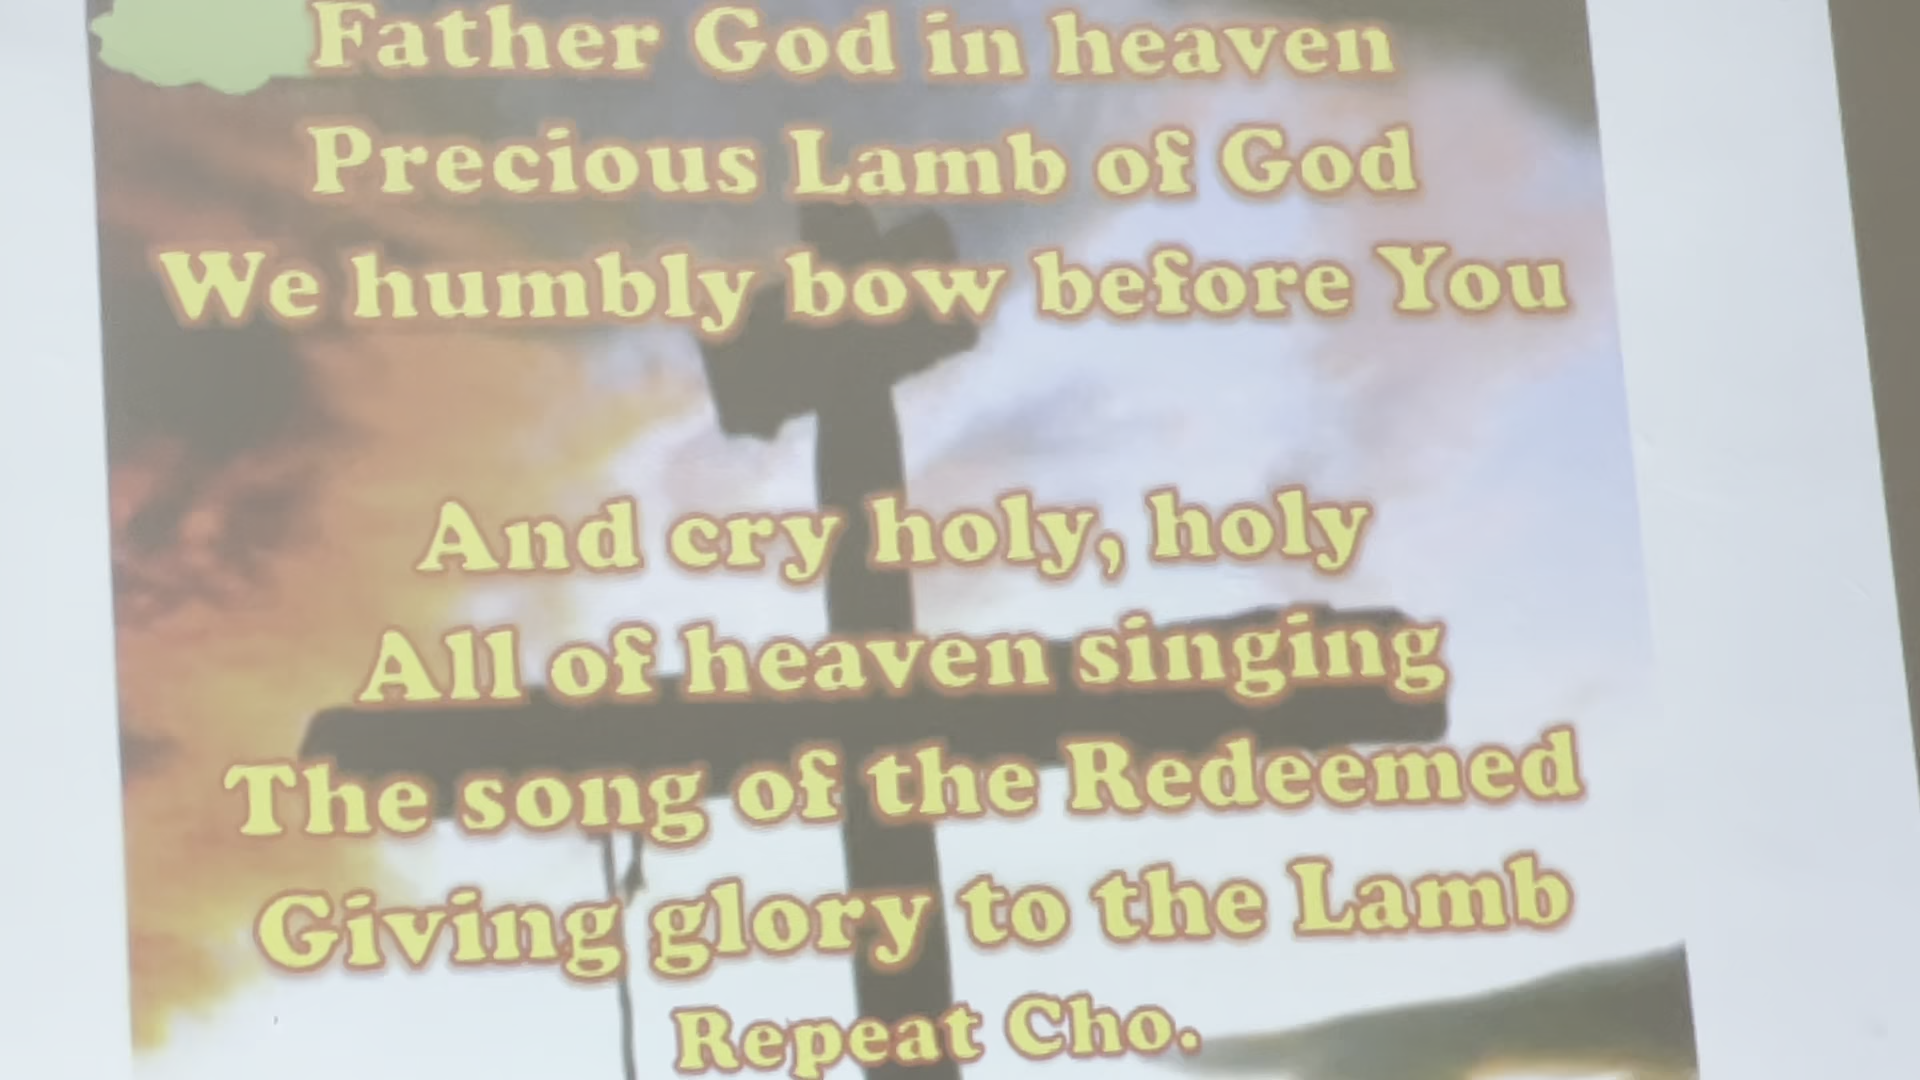 Father God in heaven
Precious Lamb of God
We humbly bow before You
And cry holy, holy
All of heaven singing
The song of the Redeemed
Giving glory to the Lamb
Repeat Cho.